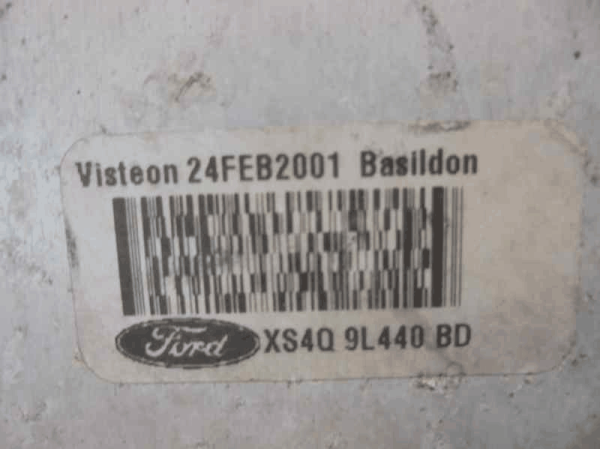 Visteon 24FEB2001 Basildon
Ford XS4Q 9L440 BD